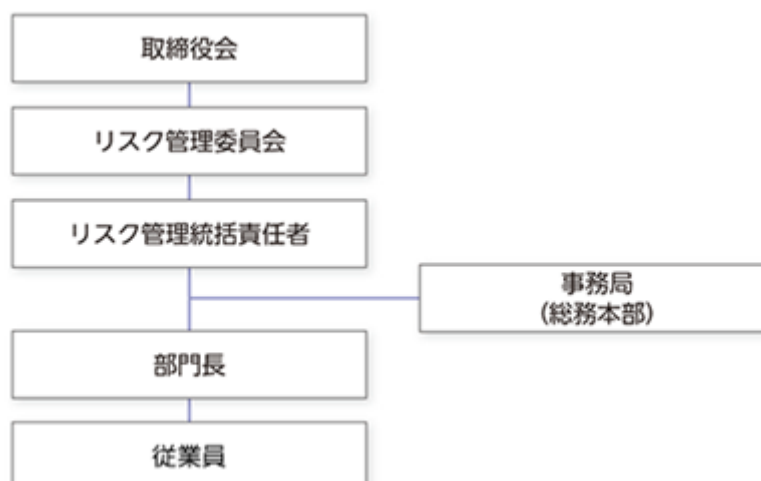 取締役会
リスク管理委員会
リスク管理統括責任者
事務局
(総務本部)
部門長
従業員